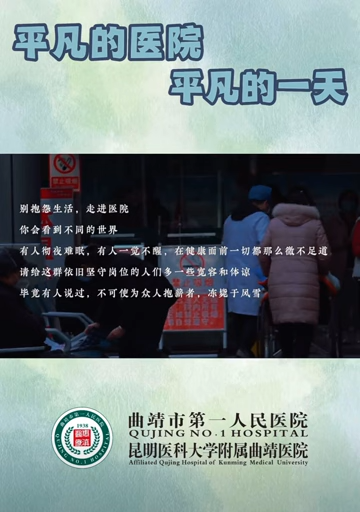 平凡的医院
平凡的一天
别抱怨生活，走进医院
你会看到不同的世界
有人彻夜难眠，有人一觉不醒，在健康面前一切都那么微不足道
请给这群依旧坚守岗位的人们多一些宽容和体谅
毕竟有人说过，不可使为众人抱薪者，冻毙于风雪
1938
曲靖市第一人民医院
QUJING NO.1 HOSPITAL
昆明医科大学附属曲靖医院
Affiliated Qujing Hospital of Kunming Medical University